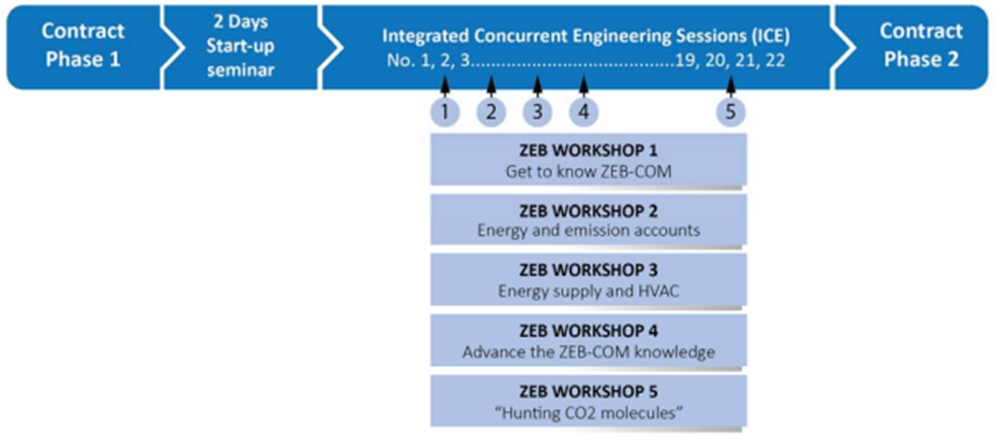 Contract
Phase 1
2 Days
Start-up
seminar
Integrated Concurrent Engineering Sessions (ICE)
No. 1, 2, 3................................................19, 20, 21, 22
Contract
Phase 2
1 2 3 4 5
ZEB WORKSHOP 1
Get to know ZEB-COM
ZEB WORKSHOP 2
Energy and emission accounts
ZEB WORKSHOP 3
Energy supply and HVAC
ZEB WORKSHOP 4
Advance the ZEB-COM knowledge
ZEB WORKSHOP 5
“Hunting CO2 molecules”